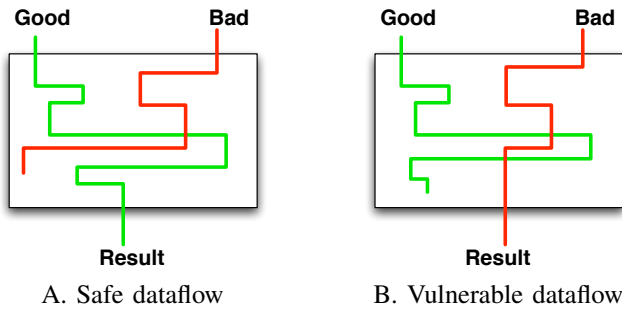 Good Bad Good Bad
Result Result
A. Safe dataflow B. Vulnerable dataflow